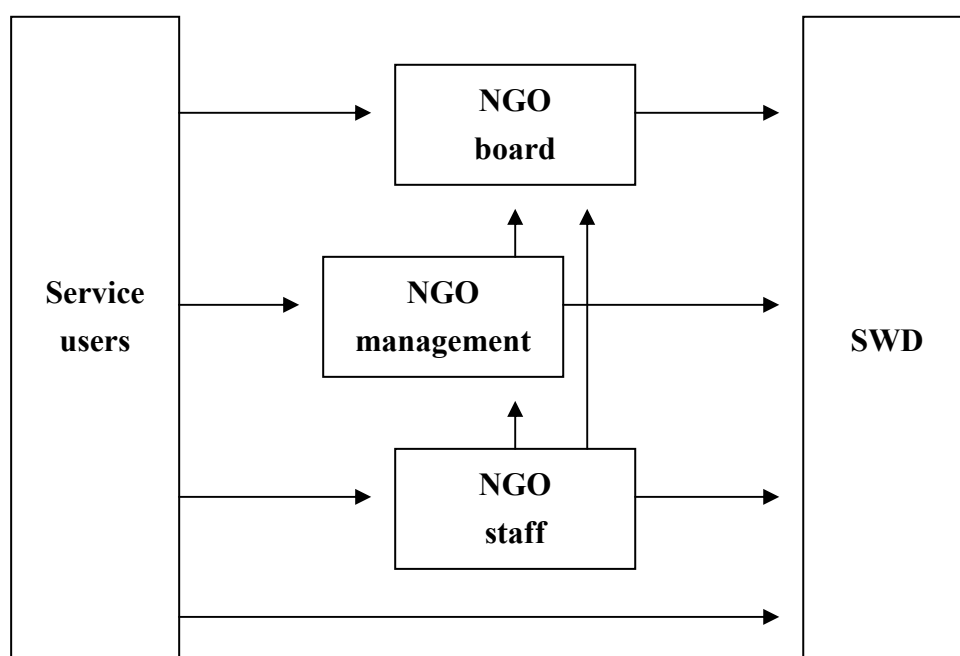 NGO
board
Service
users
NGO
management
SWD
NGO
staff